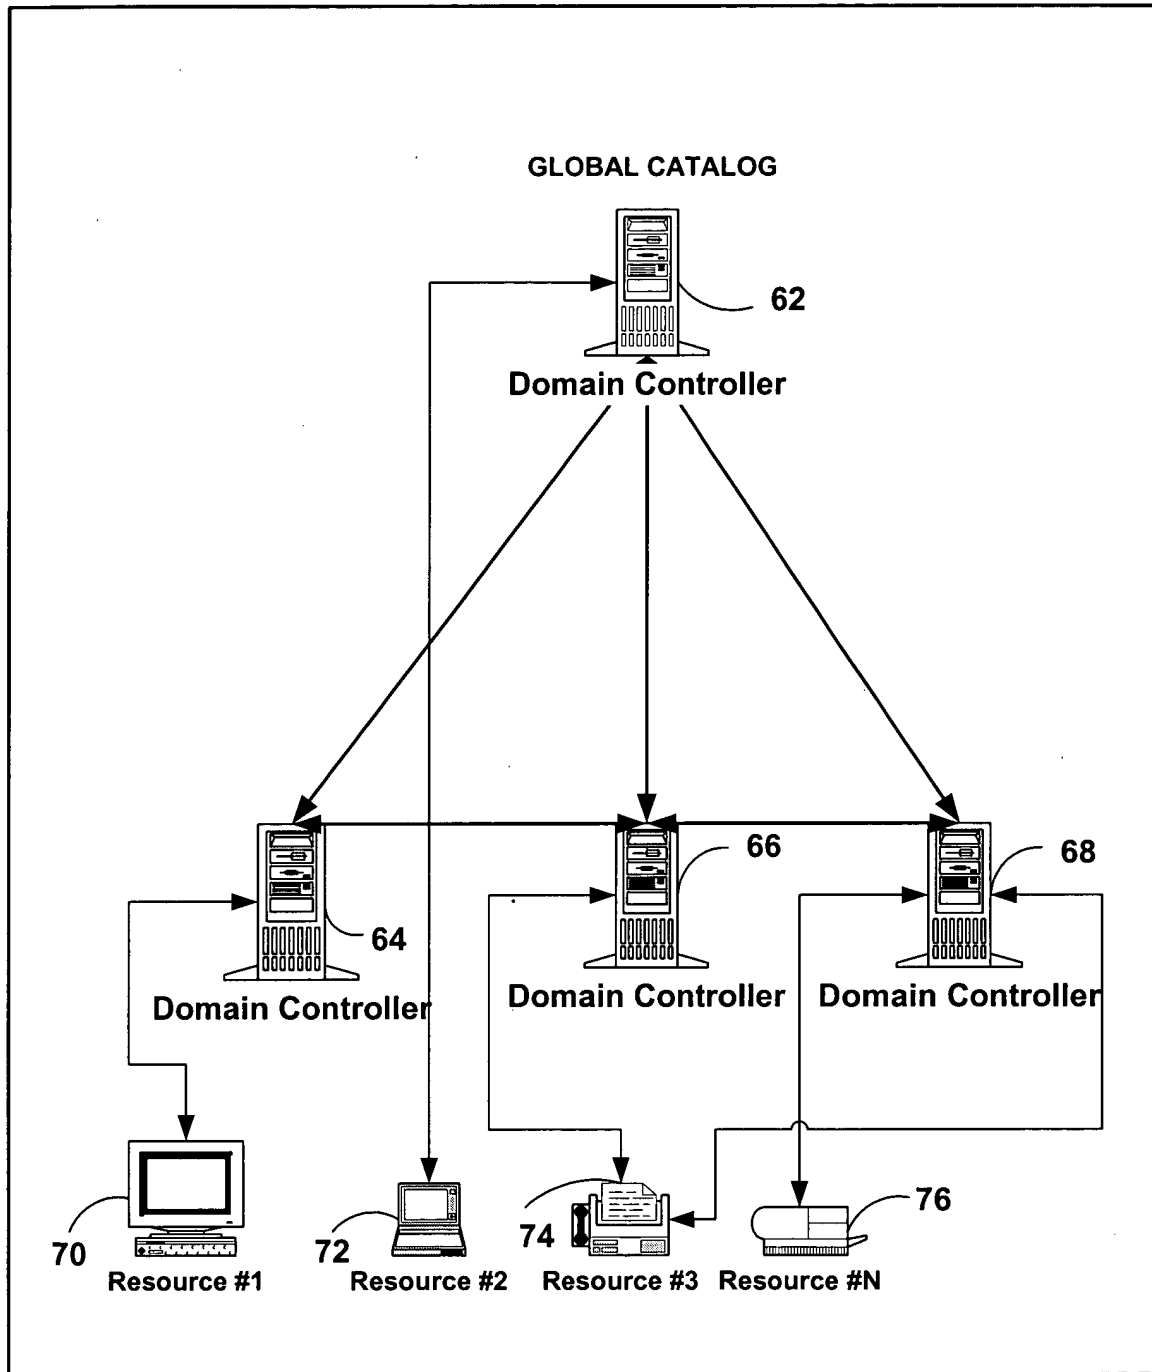 GLOBAL CATALOG
62
Domain Controller
66
68
64
Domain Controller
Domain Controller
Domain Controller
70
72
74
76
Resource #1
Resource #2
Resource #3
Resource #N